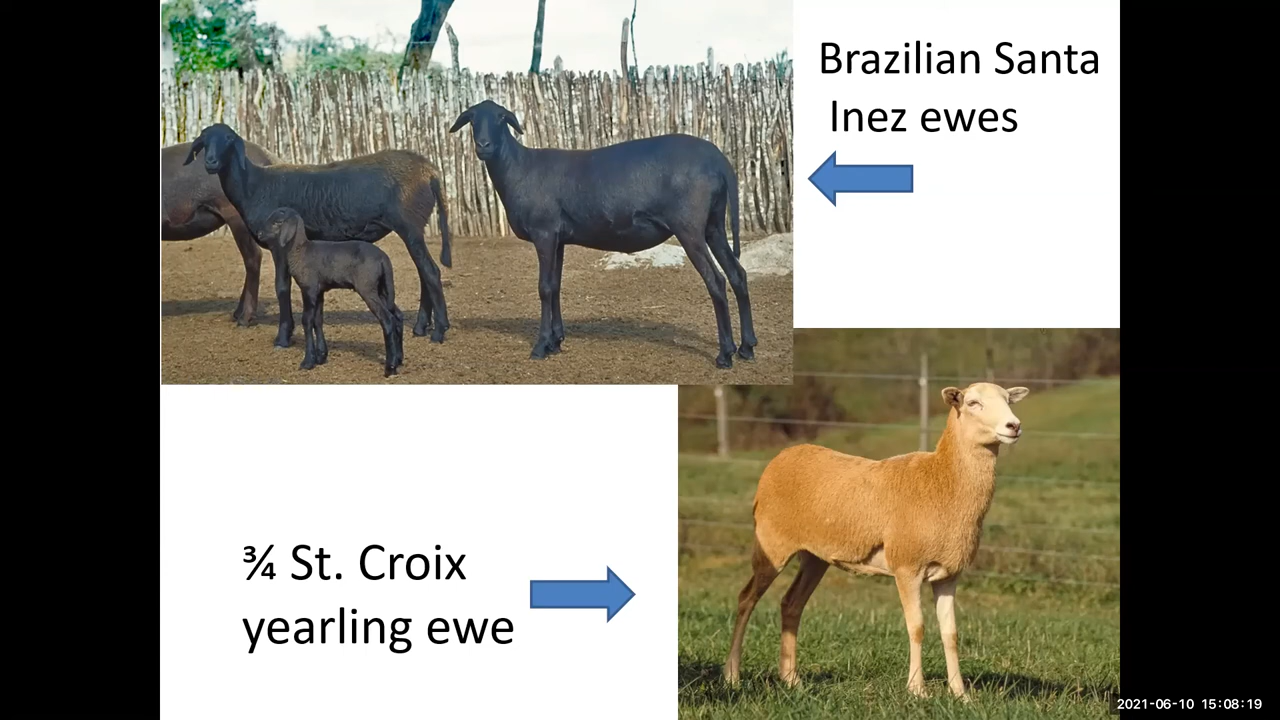 Brazilian Santa
Inez ewes
¾ St. Croix
yearling ewe
2021-06-10 15:08:19